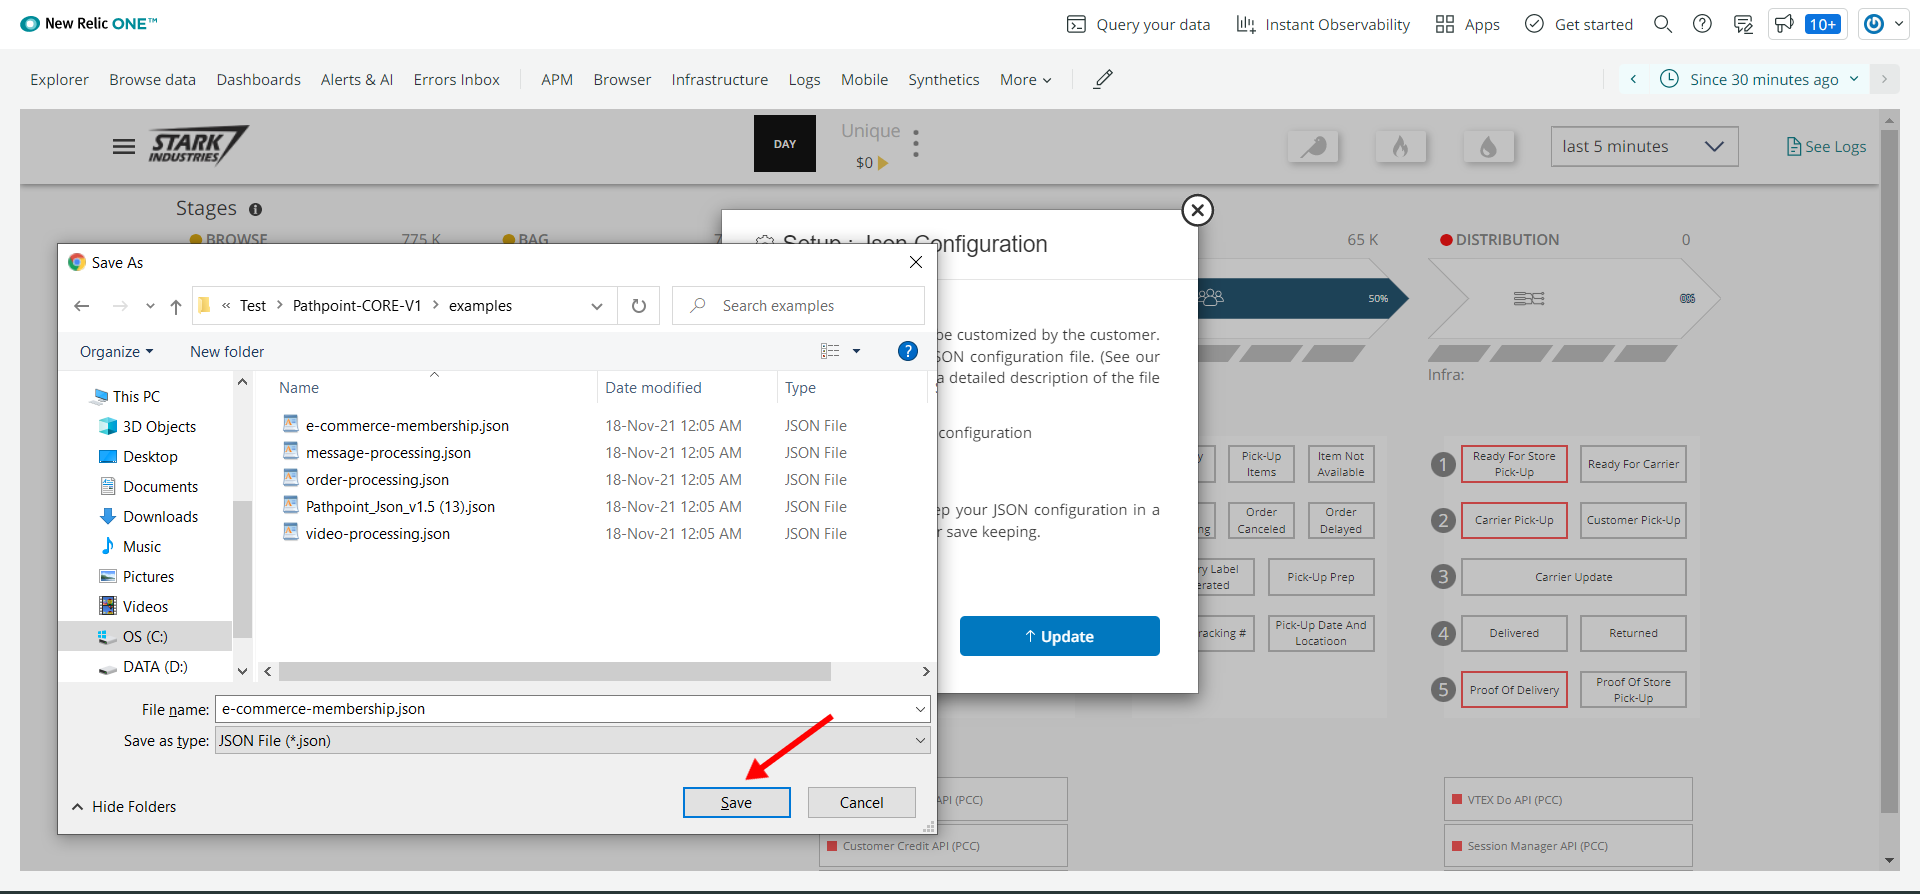 New Relic ONE™
Query your data
Instant Observability
Apps
Get started
10+
Explorer
Browse data
Dashboards
Alerts & AI
Errors Inbox
APM
Browser
Infrastructure
Logs
Mobile
Synthetics
More
Since 30 minutes ago
STARK
INDUSTRIES
DAY
Unique
$0
last 5 minutes
See Logs
Stages
BROWSE
775 K
BAG
65 K
DISTRIBUTION
0
50%
Infra:
Setup : Json Configuration
be customized by the customer.
JSON configuration file. (See our
a detailed description of the file
configuration
ep your JSON configuration in a
r save keeping.
Update
Save As
Test
Pathpoint-CORE-V1
examples
Search examples
Organize
New folder
This PC
3D Objects
Desktop
Documents
Downloads
Music
Pictures
Videos
OS (C:)
DATA (D:)
Name
Date modified
Type
e-commerce-membership.json
18-Nov-21 12:05 AM
JSON File
message-processing.json
18-Nov-21 12:05 AM
JSON File
order-processing.json
18-Nov-21 12:05 AM
JSON File
Pathpoint_Json_v1.5 (13).json
18-Nov-21 12:05 AM
JSON File
video-processing.json
18-Nov-21 12:05 AM
JSON File
File name:
e-commerce-membership.json
Save as type:
JSON File (*.json)
Hide Folders
Save
Cancel
y
Pick-Up
Items
Item Not
Available
ng
Order
Canceled
Order
Delayed
ry Label
erated
Pick-Up Prep
racking #
Pick-Up Date And
Locatioon
1
Ready For Store
Pick-Up
Ready For Carrier
2
Carrier Pick-Up
Customer Pick-Up
3
Carrier Update
4
Delivered
Returned
5
Proof Of Delivery
Proof Of Store
Pick-Up
API (PCC)
Customer Credit API (PCC)
VTEX Do API (PCC)
Session Manager API (PCC)